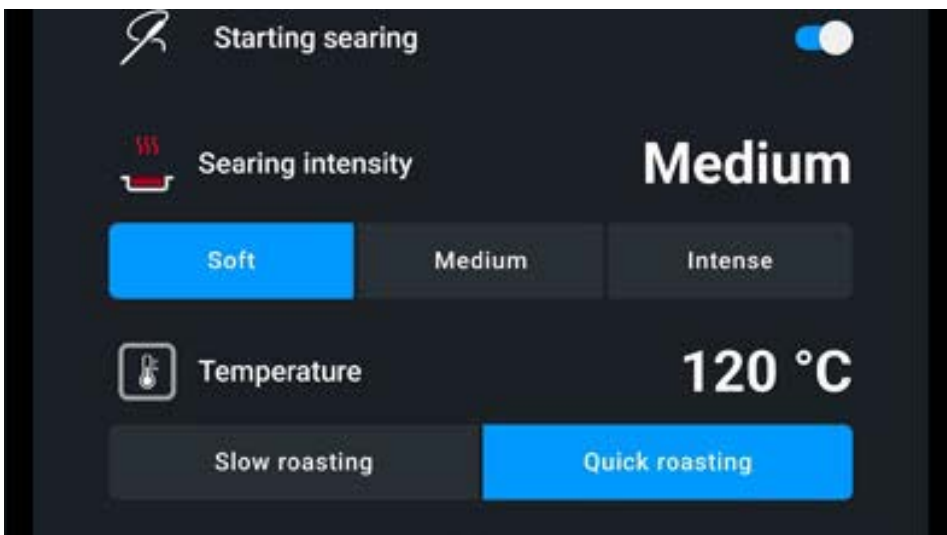 Starting searing
Searing intensity Medium
Soft Medium Intense
Temperature 120 °C
Slow roasting Quick roasting